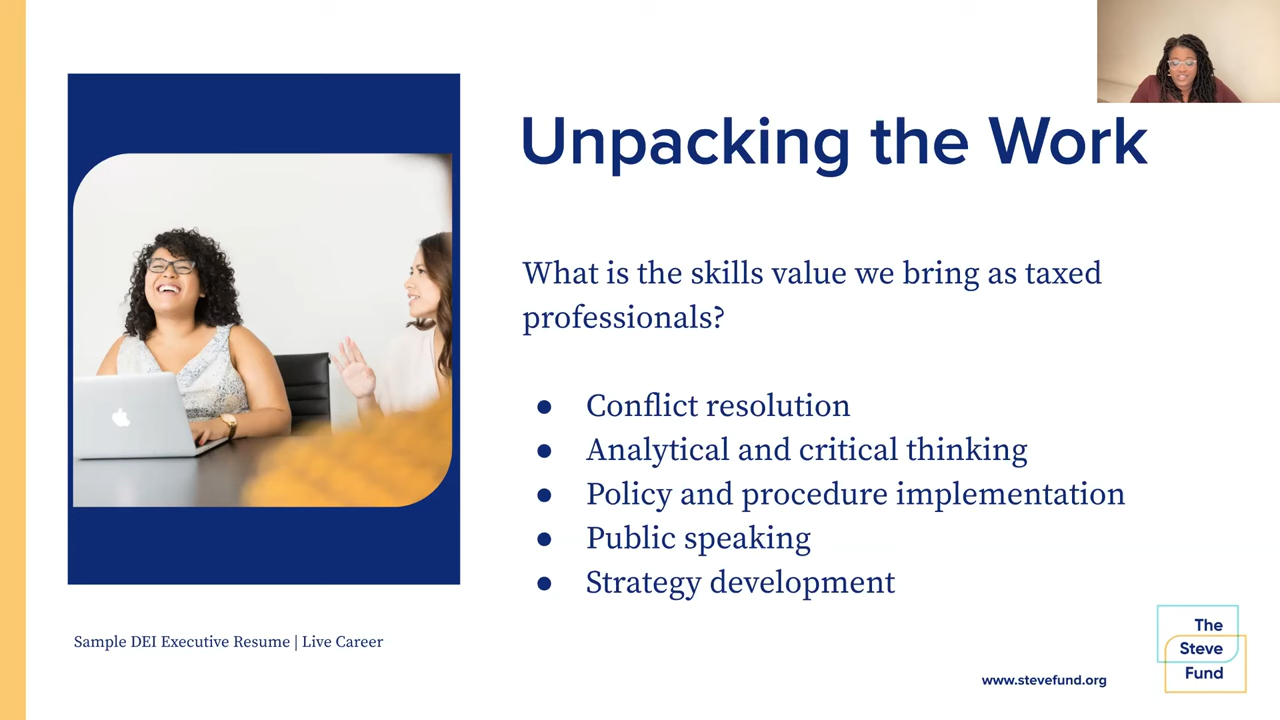 Unpacking the Work
What is the skills value we bring as taxed
professionals?
● Conflict resolution
● Analytical and critical thinking
● Policy and procedure implementation
● Public speaking
● Strategy development
Sample DEI Executive Resume | Live Career
www.stevefund.org
The
Steve
Fund